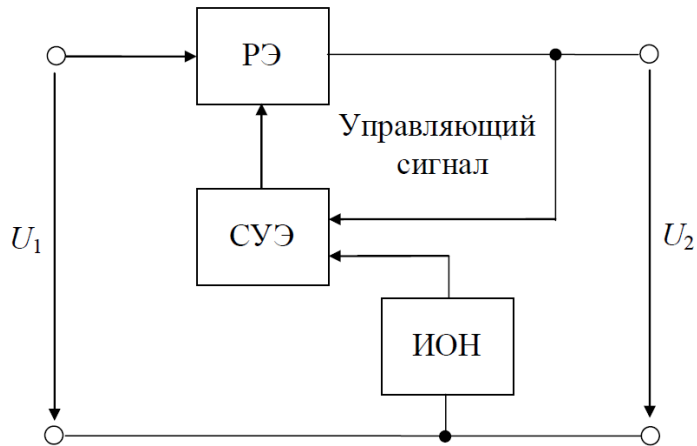 РЭ
Управляющий
сигнал
СУЭ
U1
U2
ИОН